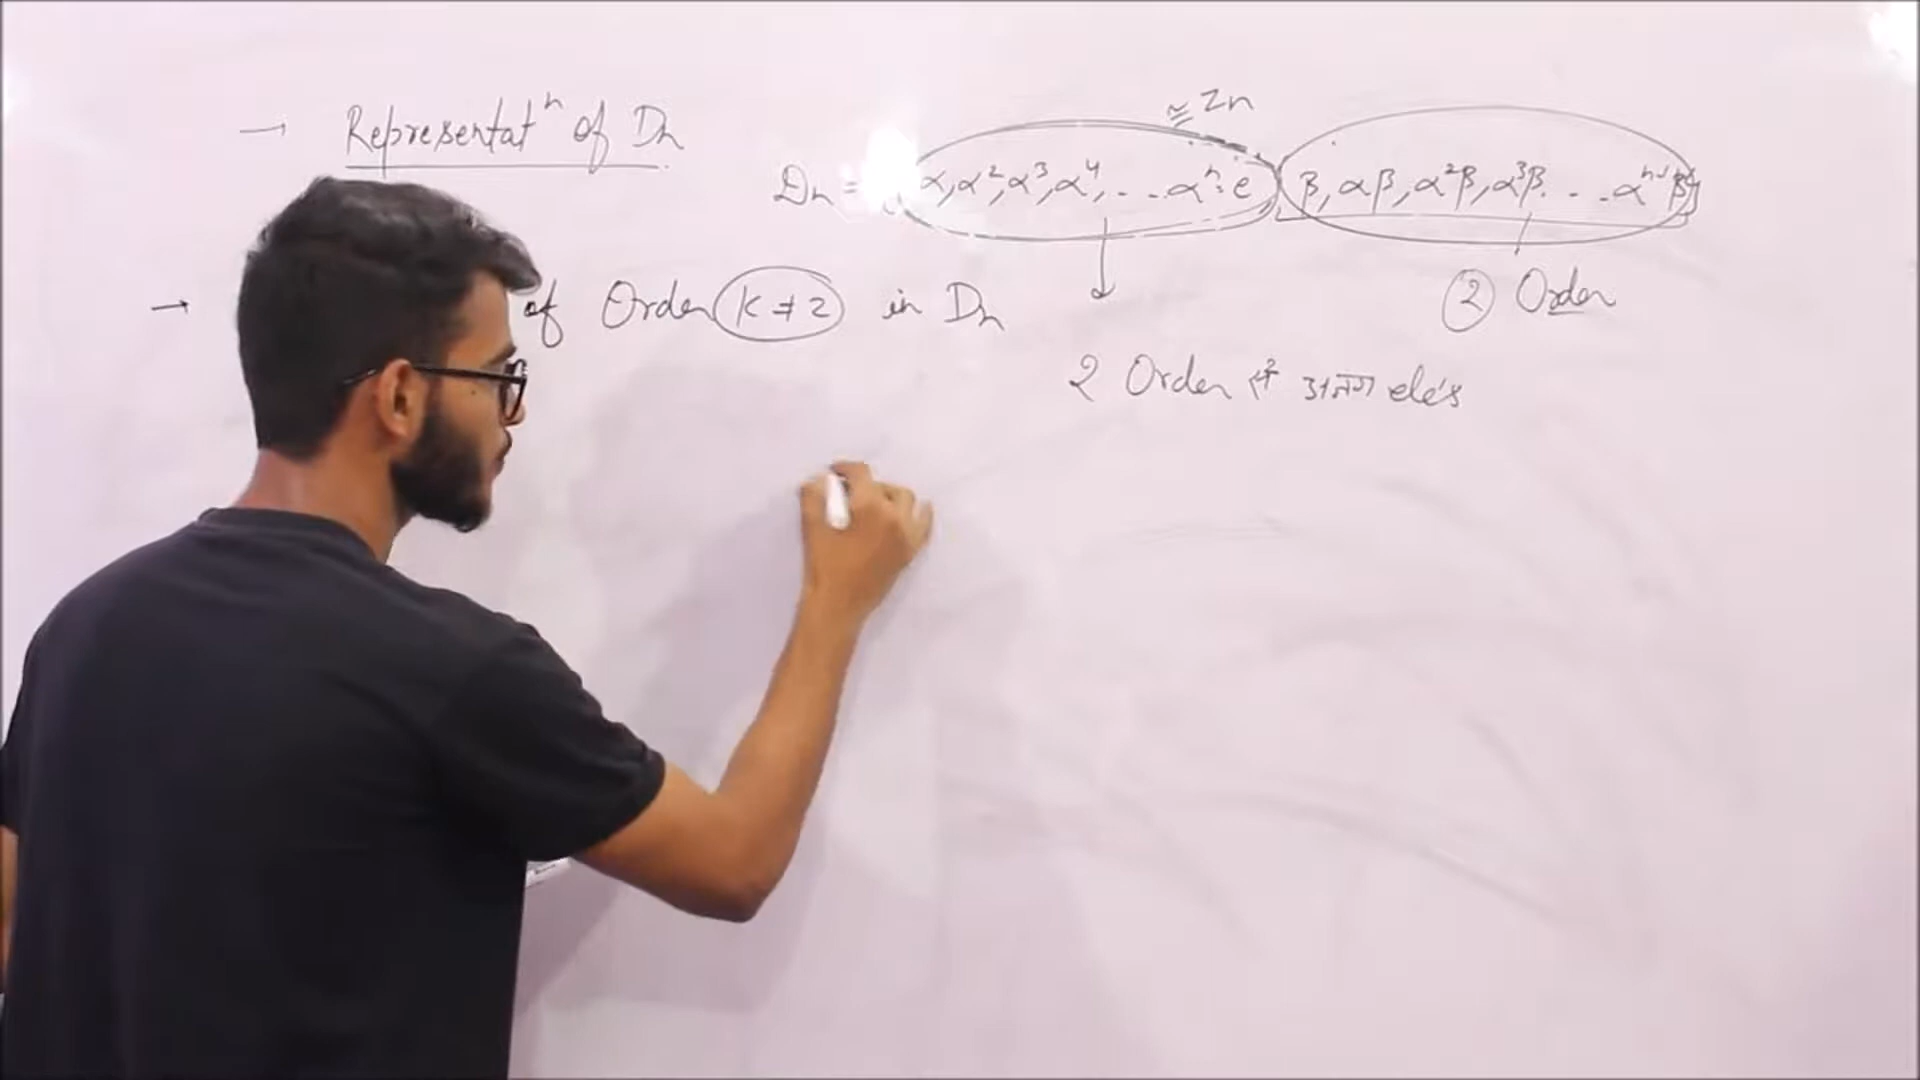 → Representatⁿ of Dn
≅ Zn
Dn = α, α², α³, α⁴, - - - αⁿ = e β, αβ, α²β, α³β. - - - αⁿ⁻¹β}
→ of Order K ≠ 2 in Dn
② Order
2 Order से अलग ele's